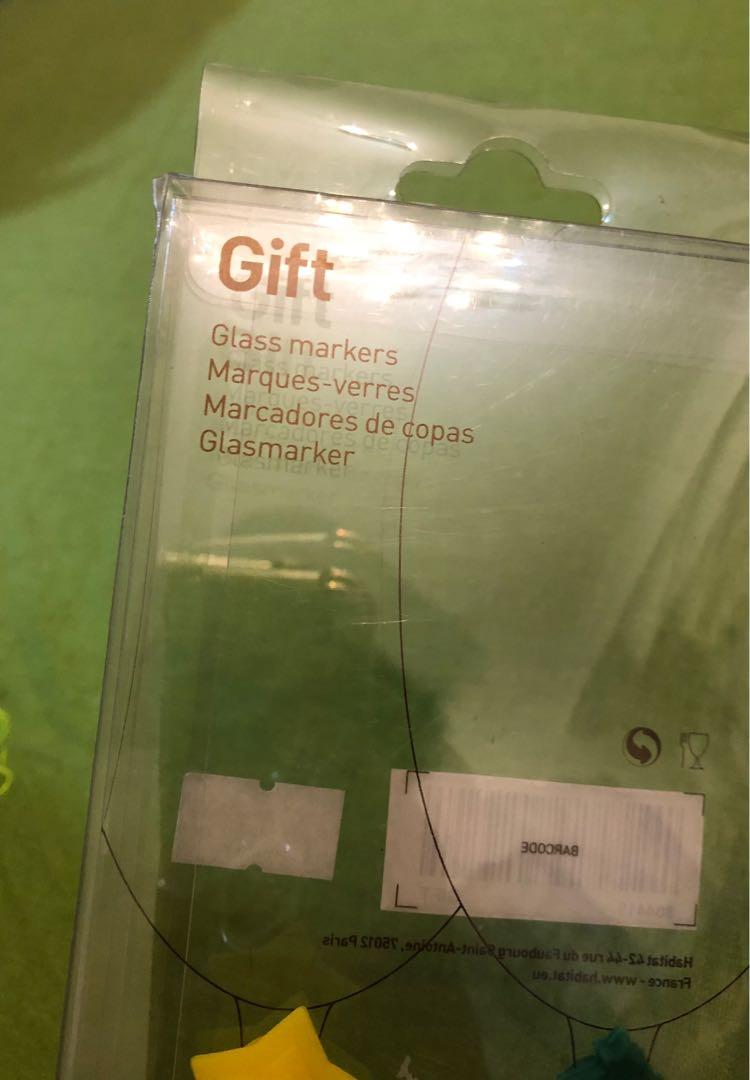 Gift
Glass markers
Marques-verres
Marcadores de copas
Glasmarker
BARCODE
Habitat 42-44 rue du Faubourg Saint-Antoine, 75012 Paris
France - www.habitat.eu